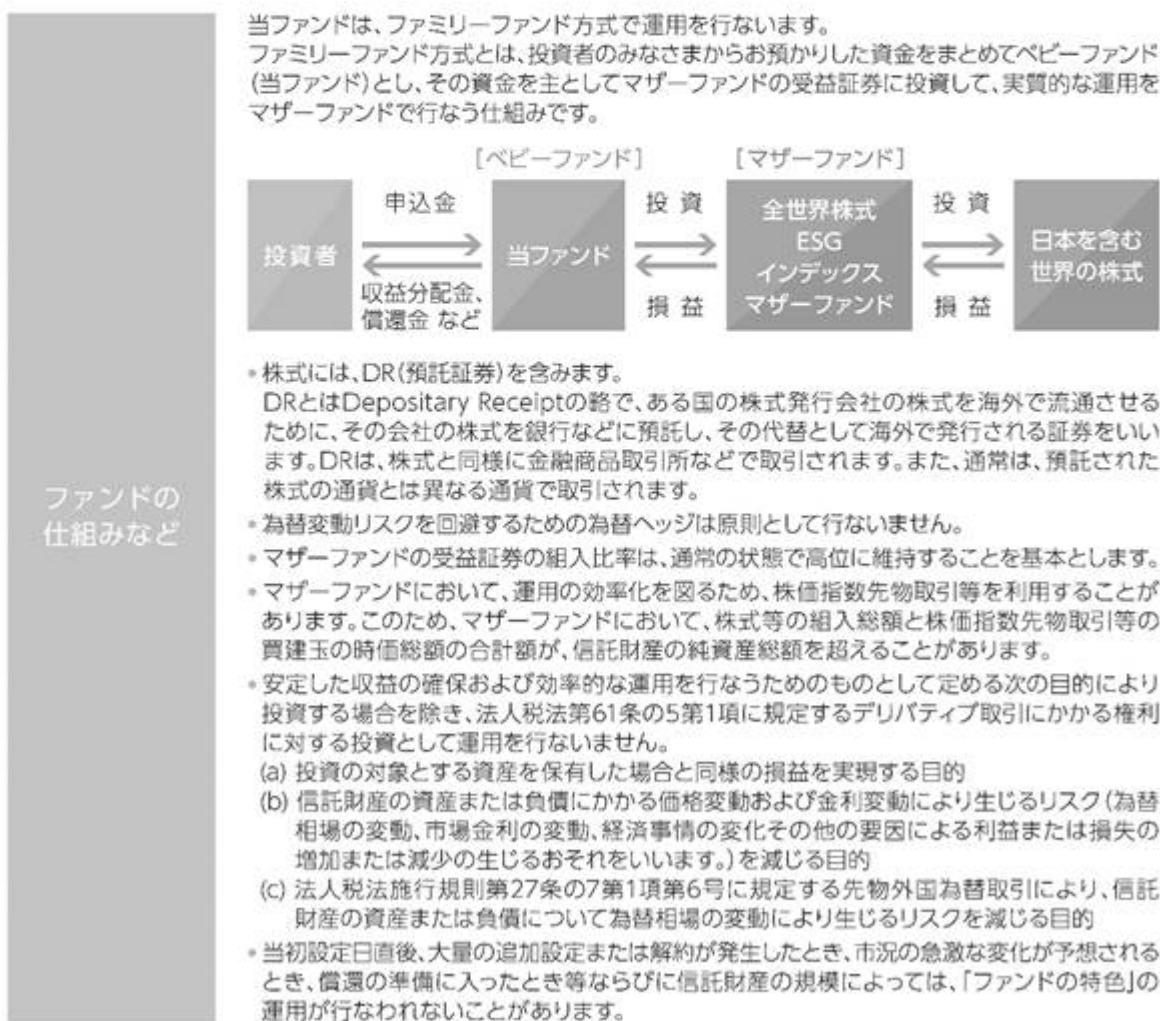 当ファンドは、ファミリーファンド方式で運用を行ないます。
ファミリーファンド方式とは、投資者のみなさまからお預かりした資金をまとめてベビーファンド
(当ファンド)とし、その資金を主としてマザーファンドの受益証券に投資して、実質的な運用を
マザーファンドで行なう仕組みです。
[ベビーファンド]
[マザーファンド]
投資者
申込金
収益分配金、
償還金 など
当ファンド
投 資
損 益
全世界株式
ESG
インデックス
マザーファンド
投 資
損 益
日本を含む
世界の株式
ファンドの
仕組みなど
•株式には、DR(預託証券)を含みます。
DRとはDepositary Receiptの略で、ある国の株式発行会社の株式を海外で流通させる
ために、その会社の株式を銀行などに預託し、その代替として海外で発行される証券をいい
ます。DRは、株式と同様に金融商品取引所などで取引されます。また、通常は、預託された
株式の通貨とは異なる通貨で取引されます。
•為替変動リスクを回避するための為替ヘッジは原則として行ないません。
•マザーファンドの受益証券の組入比率は、通常の状態で高位に維持することを基本とします。
•マザーファンドにおいて、運用の効率化を図るため、株価指数先物取引等を利用することが
あります。このため、マザーファンドにおいて、株式等の組入総額と株価指数先物取引等の
買建玉の時価総額の合計額が、信託財産の純資産総額を超えることがあります。
•安定した収益の確保および効率的な運用を行なうためのものとして定める次の目的により
投資する場合を除き、法人税法第61条の5第1項に規定するデリバティブ取引にかかる権利
に対する投資として運用を行ないません。
(a) 投資の対象とする資産を保有した場合と同様の損益を実現する目的
(b) 信託財産の資産または負債にかかる価格変動および金利変動により生じるリスク(為替
相場の変動、市場金利の変動、経済事情の変化その他の要因による利益または損失の
増加または減少の生じるおそれをいいます。)を減じる目的
(c) 法人税法施行規則第27条の7第1項第6号に規定する先物外国為替取引により、信託
財産の資産または負債について為替相場の変動により生じるリスクを減じる目的
•当初設定日直後、大量の追加設定または解約が発生したとき、市況の急激な変化が予想される
とき、償還の準備に入ったとき等ならびに信託財産の規模によっては、「ファンドの特色」の
運用が行なわれないことがあります。